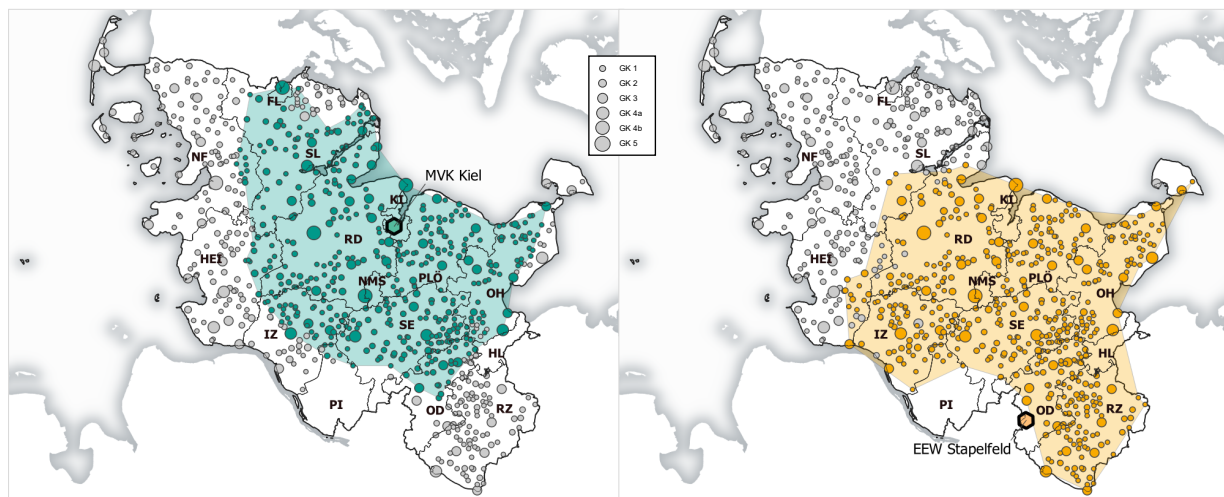 FL
NF
SL
MVK Kiel
KI
RD
HEI
PLÖ
NMS
OH
SE
IZ
HL
PI
OD
RZ
GK 1
GK 2
GK 3
GK 4a
GK 4b
GK 5
FL
NF
SL
KI
RD
HEI
PLÖ
NMS
OH
SE
IZ
HL
PI
OD
RZ
EEW Stapelfeld